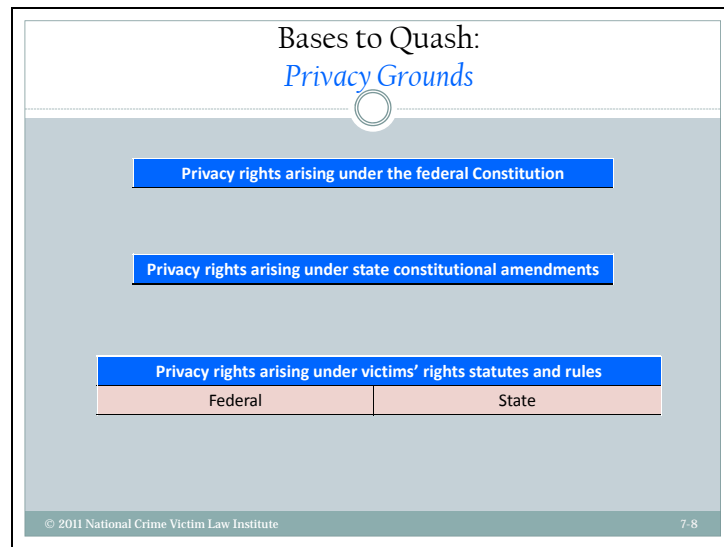 Bases to Quash:
Privacy Grounds
Privacy rights arising under the federal Constitution
Privacy rights arising under state constitutional amendments
Privacy rights arising under victims’ rights statutes and rules
Federal State
© 2011 National Crime Victim Law Institute 7-8